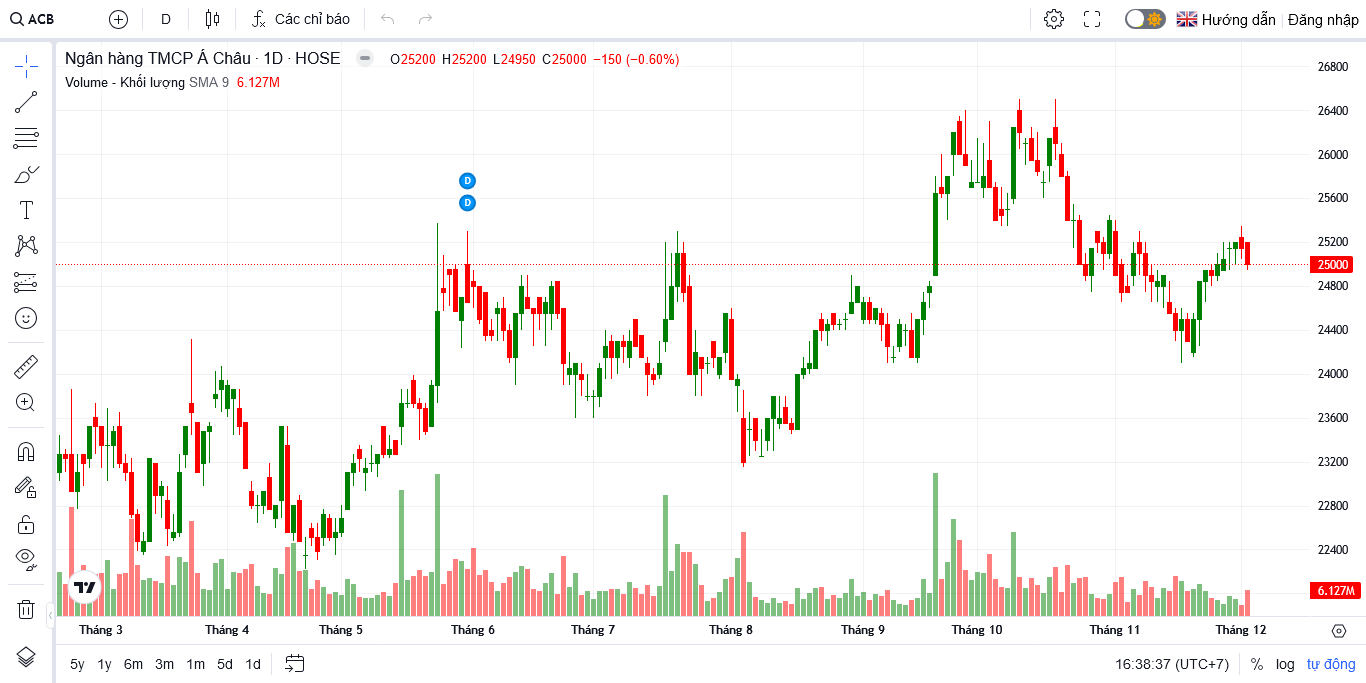 ACB
D
Các chỉ báo
Hướng dẫn
Đăng nhập
Ngân hàng TMCP Á Châu · 1D · HOSE
O25200 H25200 L24950 C25000 −150 (−0.60%)
Volume - Khối lượng SMA 9 6.127M
D
D
26800
26400
26000
25600
25200
25000
24800
24400
24000
23600
23200
22800
22400
6.127M
Tháng 3 Tháng 4 Tháng 5 Tháng 6 Tháng 7 Tháng 8 Tháng 9 Tháng 10 Tháng 11 Tháng 12
5y 1y 6m 3m 1m 5d 1d
16:38:37 (UTC+7)
% log tự động